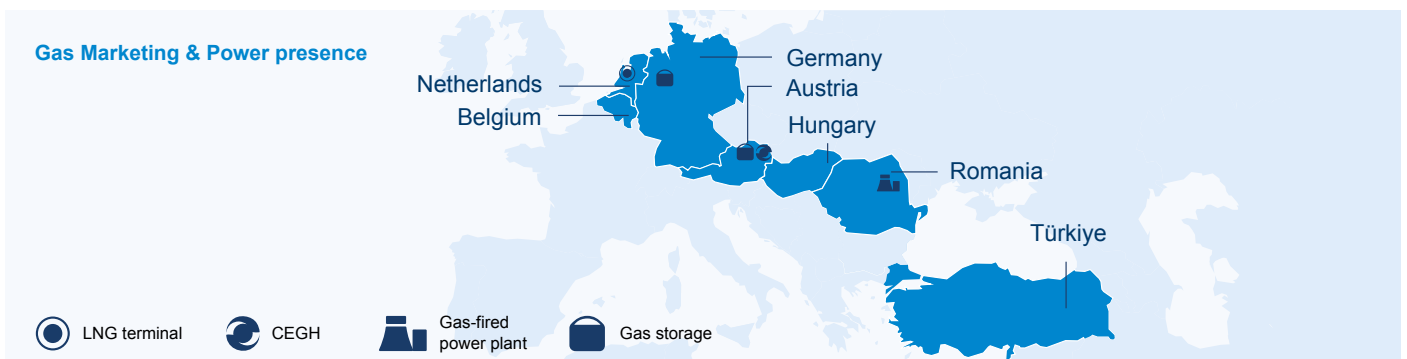 Gas Marketing & Power presence
Germany
Netherlands
Austria
Belgium
Hungary
Romania
Türkiye
LNG terminal
CEGH
Gas-fired
power plant
Gas storage